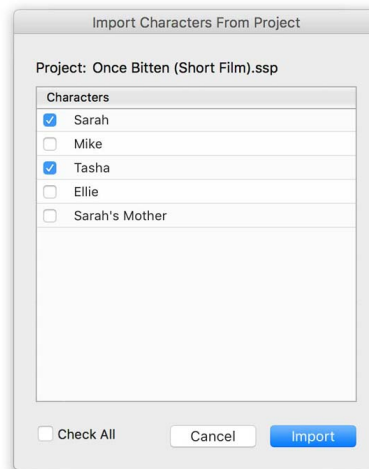 Import Characters From Project
Project: Once Bitten (Short Film).ssp
Characters
Sarah
Mike
Tasha
Ellie
Sarah's Mother
Check All
Cancel
Import